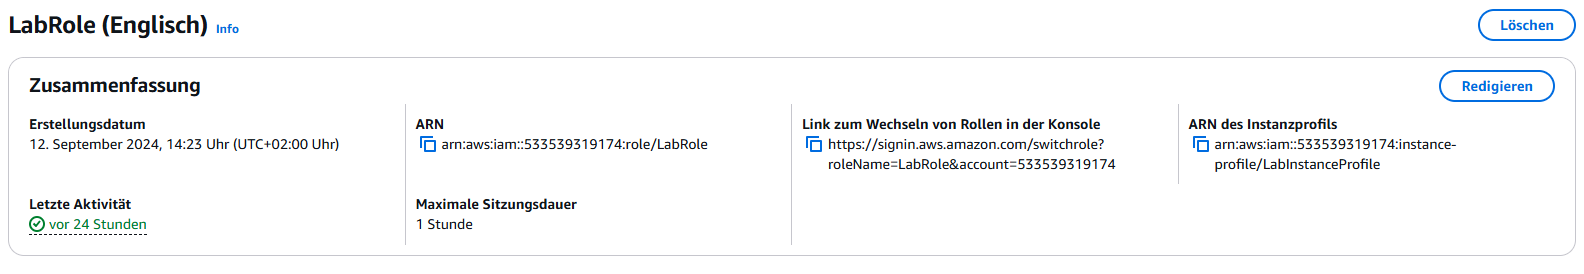 LabRole (Englisch) Info
Löschen
Zusammenfassung
Redigieren
Erstellungsdatum
12. September 2024, 14:23 Uhr (UTC+02:00 Uhr)
ARN
arn:aws:iam::533539319174:role/LabRole
Link zum Wechseln von Rollen in der Konsole
https://signin.aws.amazon.com/switchrole?
roleName=LabRole&account=533539319174
ARN des Instanzprofils
arn:aws:iam::533539319174:instance-
profile/LabInstanceProfile
Letzte Aktivität
vor 24 Stunden
Maximale Sitzungsdauer
1 Stunde